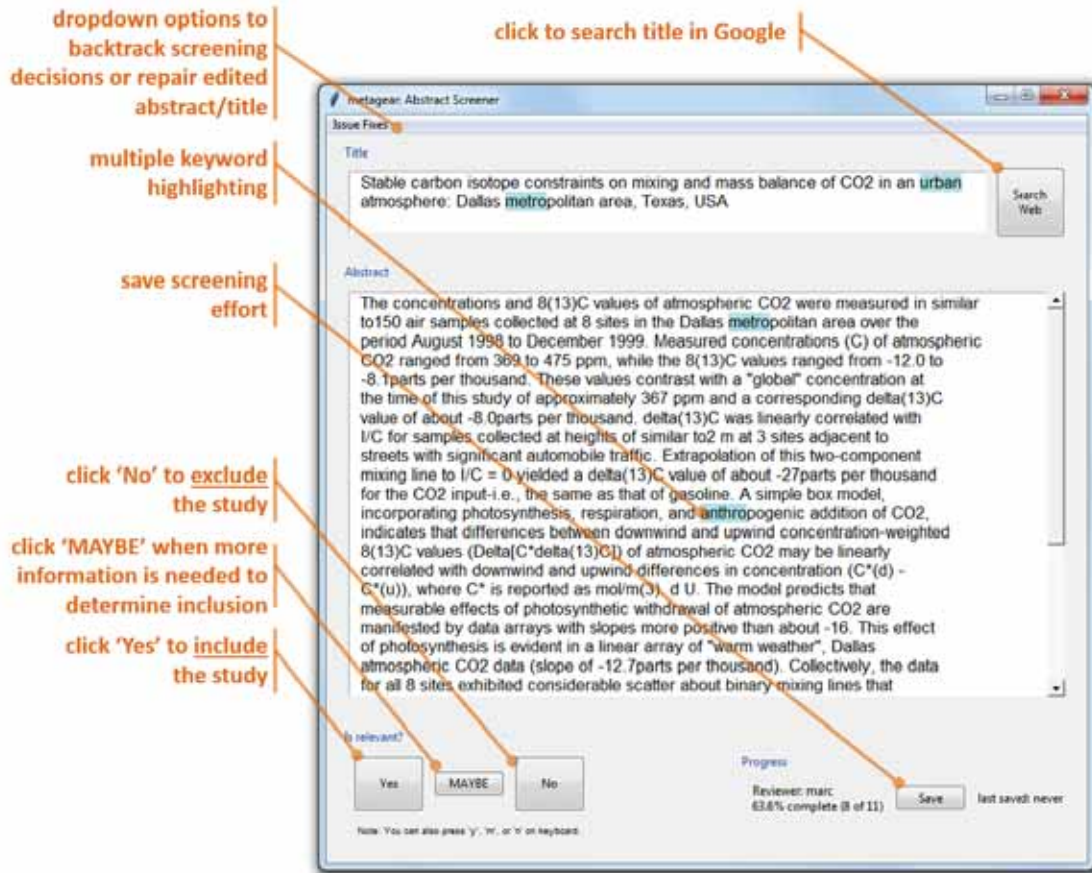 dropdown options to
backtrack screening
decisions or repair edited
abstract/title
click to search title in Google
multiple keyword
highlighting
save screening
effort
click 'No' to exclude
the study
click 'MAYBE' when more
information is needed to
determine inclusion
click 'Yes' to include
the study
metagear: Abstract Screener
Issue Fixes
Title
Stable carbon isotope constraints on mixing and mass balance of CO2 in an urban
atmosphere: Dallas metropolitan area, Texas, USA
Search
Web
Abstract
The concentrations and 8(13)C values of atmospheric CO2 were measured in similar
to150 air samples collected at 8 sites in the Dallas metropolitan area over the
period August 1998 to December 1999. Measured concentrations (C) of atmospheric
CO2 ranged from 369 to 475 ppm, while the 8(13)C values ranged from -12.0 to
-8.1parts per thousand. These values contrast with a "global" concentration at
the time of this study of approximately 367 ppm and a corresponding delta(13)C
value of about -8.0parts per thousand. delta(13)C was linearly correlated with
I/C for samples collected at heights of similar to2 m at 3 sites adjacent to
streets with significant automobile traffic. Extrapolation of this two-component
mixing line to I/C = 0 yielded a delta(13)C value of about -27parts per thousand
for the CO2 input-i.e., the same as that of gasoline. A simple box model,
incorporating photosynthesis, respiration, and anthropogenic addition of CO2,
indicates that differences between downwind and upwind concentration-weighted
8(13)C values (Delta[C*delta(13)C]) of atmospheric CO2 may be linearly
correlated with downwind and upwind differences in concentration (C*(d) -
C*(u)), where C* is reported as mol/m(3). d U. The model predicts that
measurable effects of photosynthetic withdrawal of atmospheric CO2 are
manifested by data arrays with slopes more positive than about -16. This effect
of photosynthesis is evident in a linear array of "warm weather", Dallas
atmospheric CO2 data (slope of -12.7parts per thousand). Collectively, the data
for all 8 sites exhibited considerable scatter about binary mixing lines that
Is relevant?
Yes
MAYBE
No
Note: You can also press 'y', 'm', or 'n' on keyboard.
Progress
Reviewer: marc
63.6% complete (8 of 11)
Save
last saved: never